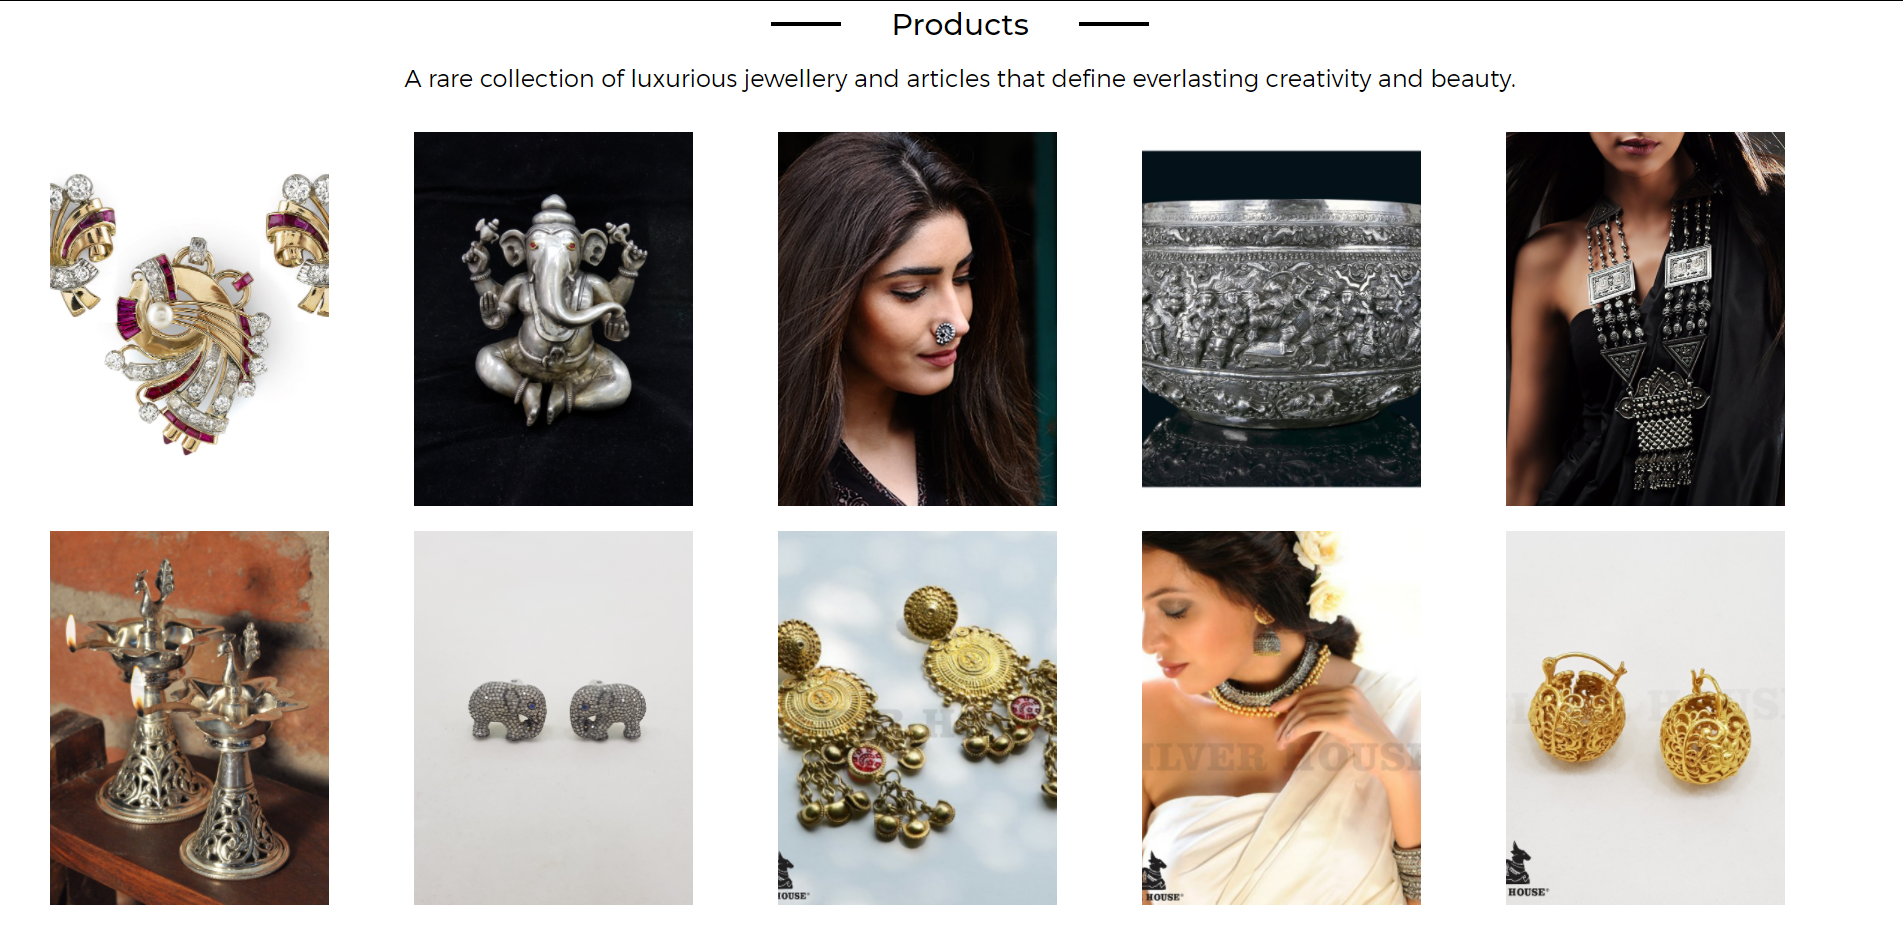 Products
A rare collection of luxurious jewellery and articles that define everlasting creativity and beauty.
R H
ILVER HOUSE
HOUSE
HOUSE®
HOUSE®
HOUSE®